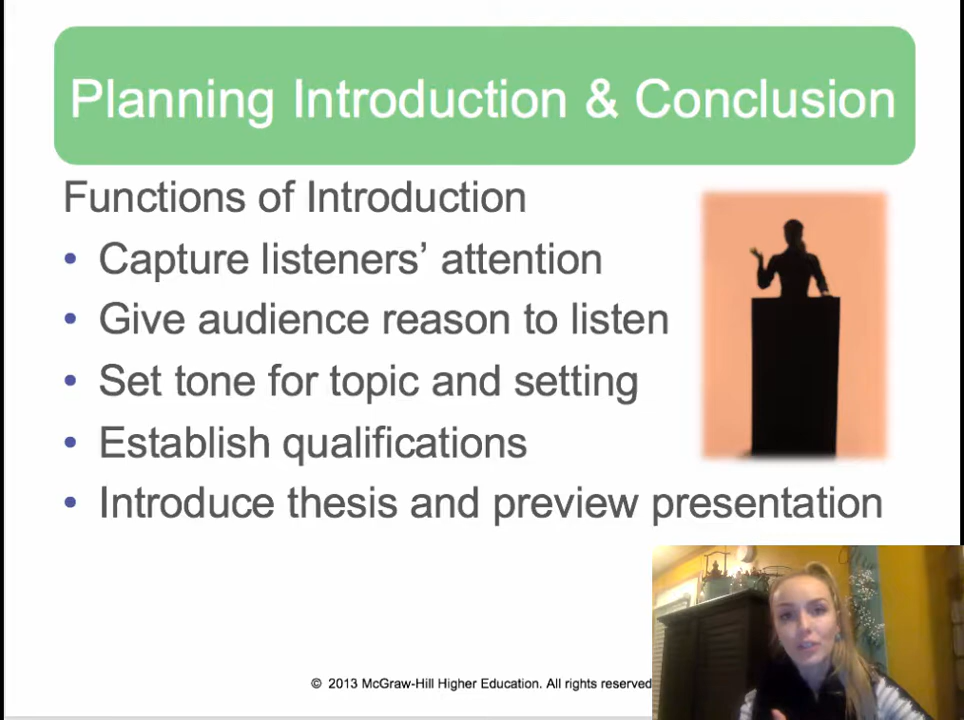 Planning Introduction & Conclusion
Functions of Introduction
• Capture listeners’ attention
• Give audience reason to listen
• Set tone for topic and setting
• Establish qualifications
• Introduce thesis and preview presentation
© 2013 McGraw-Hill Higher Education. All rights reserved